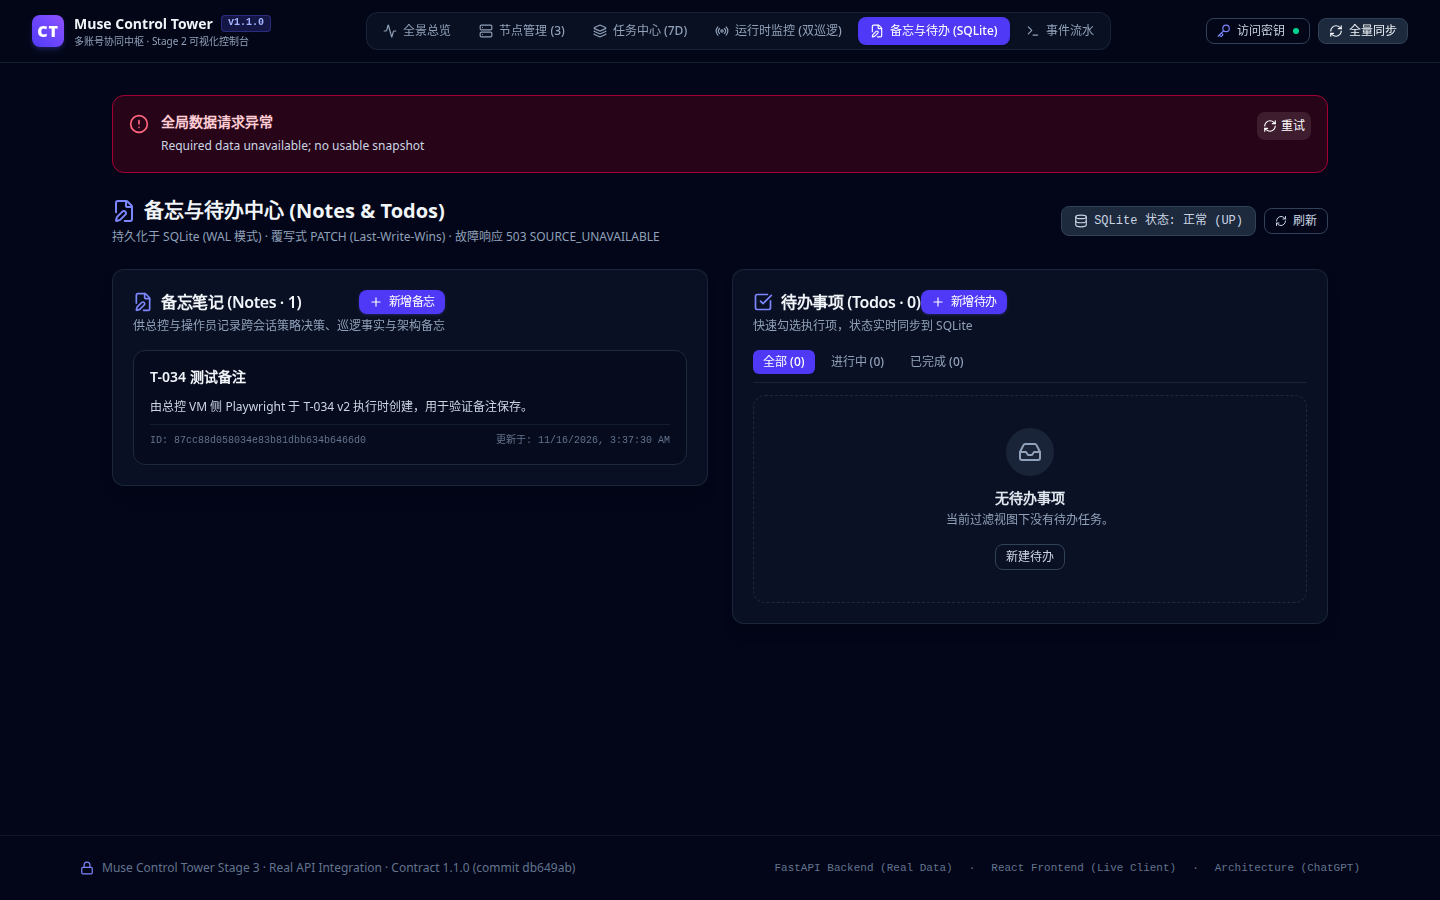 CT
Muse Control Tower v1.1.0
多账号协同中枢 · Stage 2 可视化控制台
全景总览
节点管理 (3)
任务中心 (7D)
运行时监控 (双巡逻)
备忘与待办 (SQLite)
事件流水
访问密钥
全量同步
全局数据请求异常
Required data unavailable; no usable snapshot
重试
备忘与待办中心 (Notes & Todos)
持久化于 SQLite (WAL 模式) · 覆写式 PATCH (Last-Write-Wins) · 故障响应 503 SOURCE_UNAVAILABLE
SQLite 状态: 正常 (UP)
刷新
备忘笔记 (Notes · 1)
新增备忘
供总控与操作员记录跨会话策略决策、巡逻事实与架构备忘
T-034 测试备注
由总控 VM 侧 Playwright 于 T-034 v2 执行时创建，用于验证备注保存。
ID: 87cc88d058034e83b81dbb634b6466d0
更新于: 11/16/2026, 3:37:30 AM
待办事项 (Todos · 0)
新增待办
快速勾选执行项，状态实时同步到 SQLite
全部 (0)
进行中 (0)
已完成 (0)
无待办事项
当前过滤视图下没有待办任务。
新建待办
Muse Control Tower Stage 3 · Real API Integration · Contract 1.1.0 (commit db649ab)
FastAPI Backend (Real Data) · React Frontend (Live Client) · Architecture (ChatGPT)